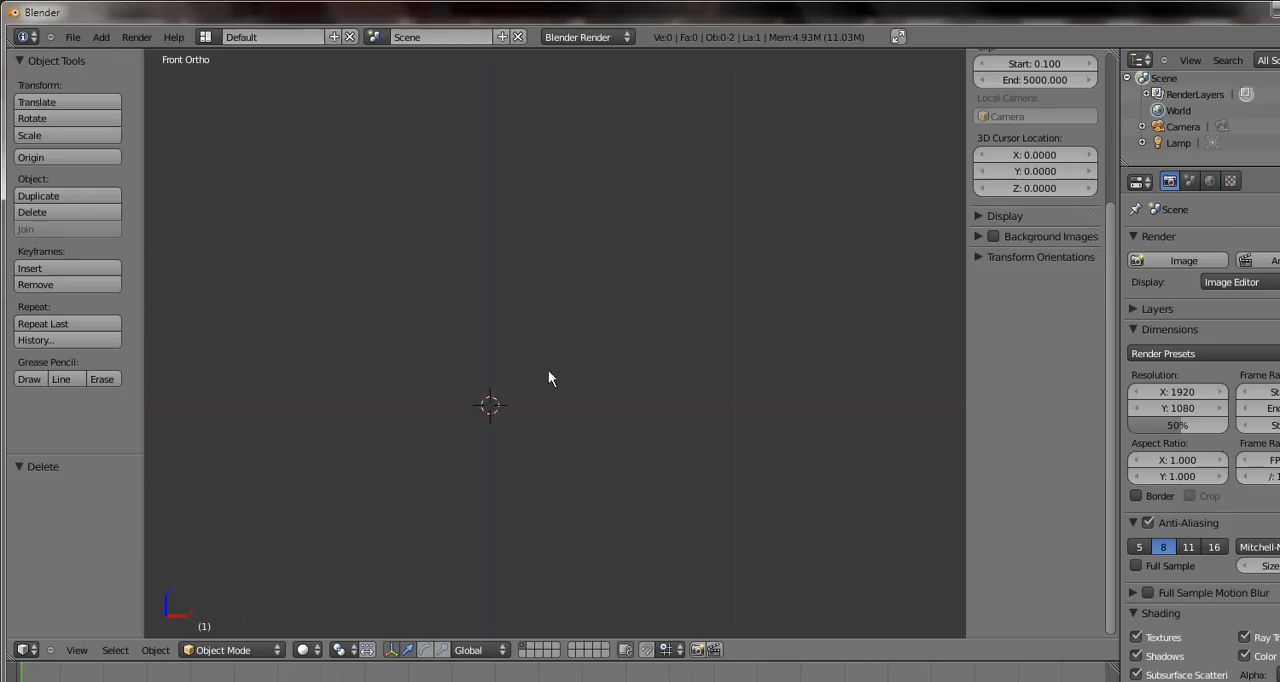 Blender
File Add Render Help Default Scene Blender Render Ve:0 | Fa:0 | Ob:0-2 | La:1 | Mem:4.93M (11.03M)
Object Tools
Transform:
Translate
Rotate
Scale
Origin
Object:
Duplicate
Delete
Join
Keyframes:
Insert
Remove
Repeat:
Repeat Last
History...
Grease Pencil:
Draw Line Erase
Delete
Front Ortho
(1)
View Select Object Object Mode Global
Start: 0.100
End: 5000.000
Local Camera:
Camera
3D Cursor Location:
X: 0.0000
Y: 0.0000
Z: 0.0000
Display
Background Images
Transform Orientations
View Search All Sc
Scene
RenderLayers
World
Camera
Lamp
Scene
Render
Image An
Display: Image Editor
Layers
Dimensions
Render Presets
Resolution: Frame Ra
X: 1920 St
Y: 1080 End
50% St
Aspect Ratio: Frame Ra
X: 1.000 FP
Y: 1.000 /: 1
Border Crop
Anti-Aliasing
5 8 11 16 Mitchell-N
Full Sample Size
Full Sample Motion Blur
Shading
Textures Ray Tr
Shadows Color
Subsurface Scatteri Alpha: